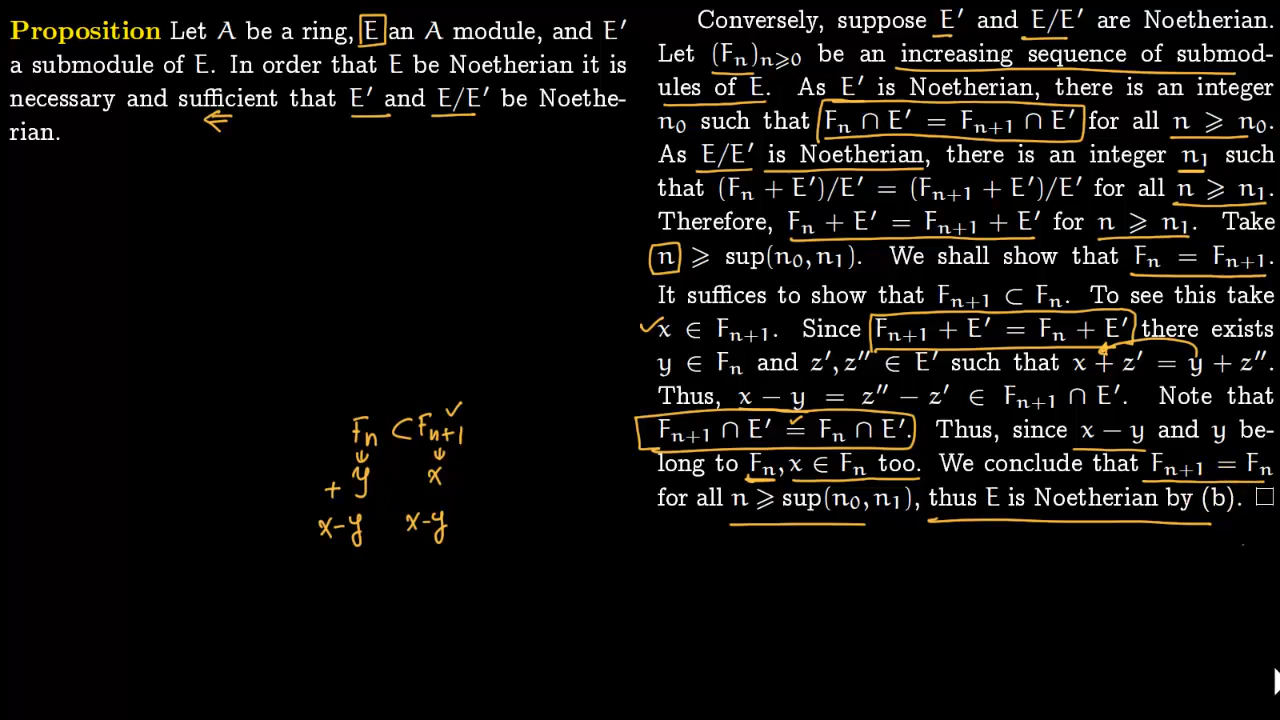 Proposition Let A be a ring, E an A module, and E′
a submodule of E. In order that E be Noetherian it is
necessary and sufficient that E′ and E/E′ be Noethe-
rian.
Conversely, suppose E′ and E/E′ are Noetherian.
Let (Fₙ)ₙ⩾₀ be an increasing sequence of submod-
ules of E. As E′ is Noetherian, there is an integer
n₀ such that Fₙ ∩ E′ = Fₙ₊₁ ∩ E′ for all n ⩾ n₀.
As E/E′ is Noetherian, there is an integer n₁ such
that (Fₙ + E′)/E′ = (Fₙ₊₁ + E′)/E′ for all n ⩾ n₁.
Therefore, Fₙ + E′ = Fₙ₊₁ + E′ for n ⩾ n₁. Take
n ⩾ sup(n₀, n₁). We shall show that Fₙ = Fₙ₊₁.
It suffices to show that Fₙ₊₁ ⊂ Fₙ. To see this take
x ∈ Fₙ₊₁. Since Fₙ₊₁ + E′ = Fₙ + E′ there exists
y ∈ Fₙ and z′, z″ ∈ E′ such that x + z′ = y + z″.
Thus, x − y = z″ − z′ ∈ Fₙ₊₁ ∩ E′. Note that
Fₙ₊₁ ∩ E′ = Fₙ ∩ E′. Thus, since x − y and y be-
long to Fₙ, x ∈ Fₙ too. We conclude that Fₙ₊₁ = Fₙ
for all n ⩾ sup(n₀, n₁), thus E is Noetherian by (b). □
Fₙ ⊂ Fₙ₊₁
y x
+
x-y x-y